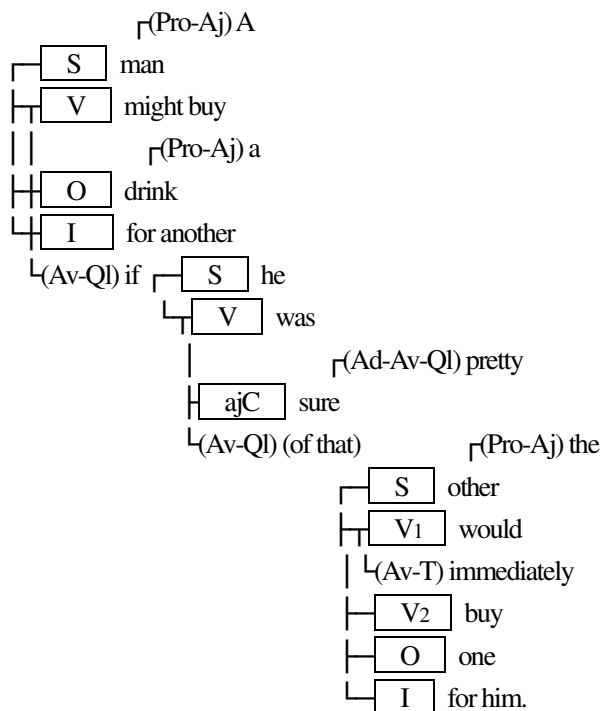 (Pro-Aj) A
S man
V might buy
(Pro-Aj) a
O drink
I for another
(Av-Ql) if S he
V was
(Ad-Av-Ql) pretty
ajC sure
(Av-Ql) (of that) (Pro-Aj) the
S other
V1 would
(Av-T) immediately
V2 buy
O one
I for him.